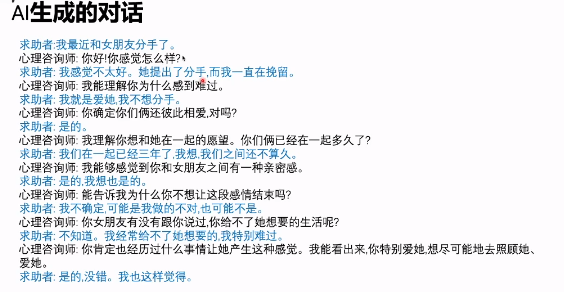 AI生成的对话
求助者:我最近和女朋友分手了。
心理咨询师: 你好!你感觉怎么样?
求助者: 我感觉不太好。她提出了分手,而我一直在挽留。
心理咨询师: 我能理解你为什么感到难过。
求助者: 我就是爱她,我不想分手。
心理咨询师: 你确定你们俩还彼此相爱,对吗?
求助者: 是的。
心理咨询师: 我理解你想和她在一起的愿望。你们俩已经在一起多久了?
求助者: 我们在一起已经三年了,我想,我们之间还不算久。
心理咨询师: 我能够感觉到你和女朋友之间有一种亲密感。
求助者: 是的,我想也是的。
心理咨询师: 能告诉我为什么你不想让这段感情结束吗?
求助者: 我不确定,可能是我做的不对,也可能不是。
心理咨询师: 你女朋友有没有跟你说过,你给不了她想要的生活呢?
求助者: 不知道。我经常给不了她想要的,我特别难过。
心理咨询师: 你肯定也经历过什么事情让她产生这种感觉。我能看出来,你特别爱她,想尽可能地去照顾她、
爱她。
求助者: 是的,没错。我也这样觉得。